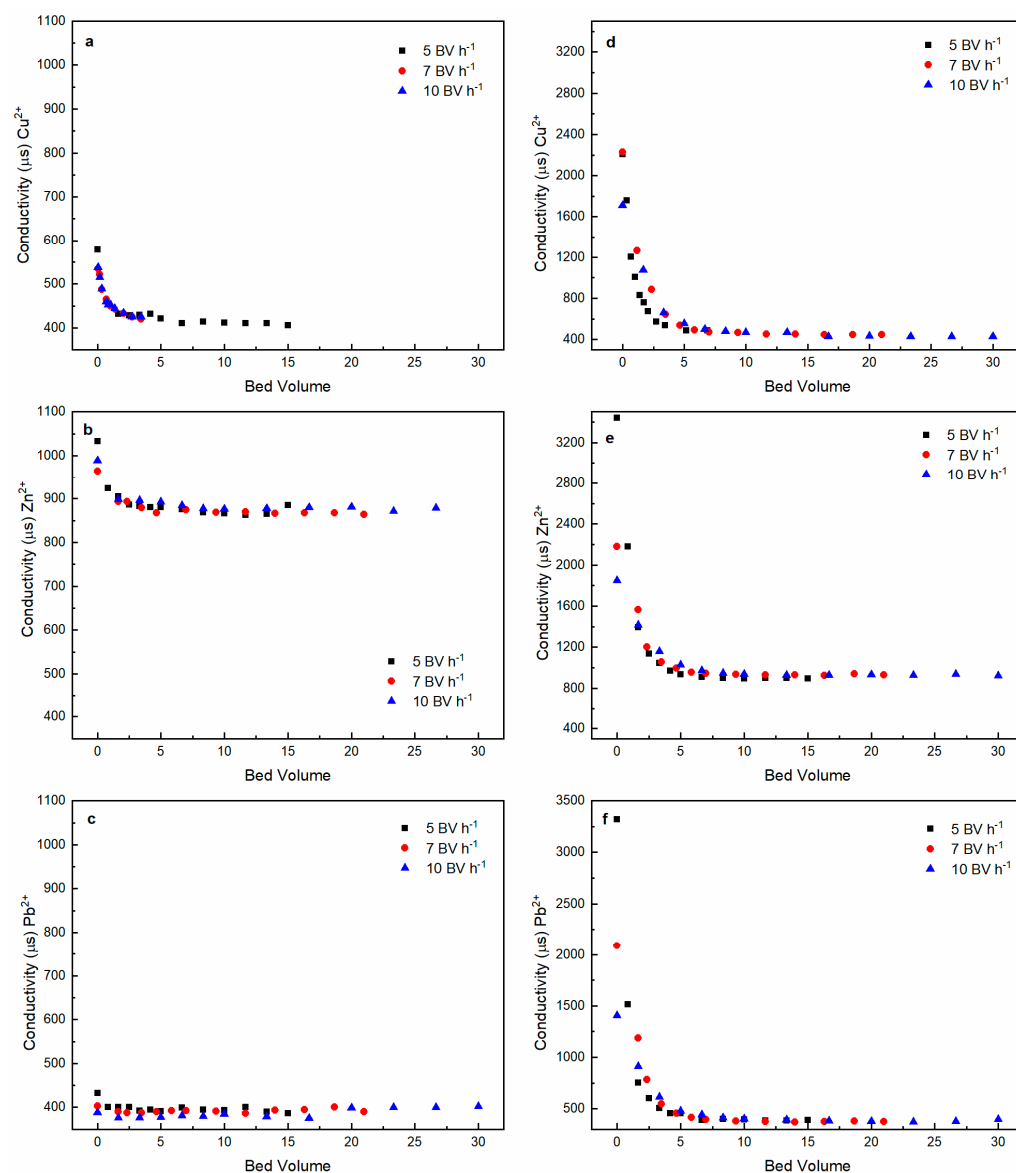 a
Conductivity (μs) Cu²⁺
1100
1000
900
800
700
600
500
400
5 BV h⁻¹
7 BV h⁻¹
10 BV h⁻¹
0 5 10 15 20 25 30
Bed Volume
d
Conductivity (μs) Cu²⁺
3200
2800
2400
2000
1600
1200
800
400
5 BV h⁻¹
7 BV h⁻¹
10 BV h⁻¹
0 5 10 15 20 25 30
Bed Volume
b
Conductivity (μs) Zn²⁺
1100
1000
900
800
700
600
500
400
5 BV h⁻¹
7 BV h⁻¹
10 BV h⁻¹
0 5 10 15 20 25 30
Bed Volume
e
Conductivity (μs) Zn²⁺
3200
2800
2400
2000
1600
1200
800
400
5 BV h⁻¹
7 BV h⁻¹
10 BV h⁻¹
0 5 10 15 20 25 30
Bed Volume
c
Conductivity (μs) Pb²⁺
1100
1000
900
800
700
600
500
400
5 BV h⁻¹
7 BV h⁻¹
10 BV h⁻¹
0 5 10 15 20 25 30
Bed Volume
f
Conductivity (μs) Pb²⁺
3500
3000
2500
2000
1500
1000
500
5 BV h⁻¹
7 BV h⁻¹
10 BV h⁻¹
0 5 10 15 20 25 30
Bed Volume